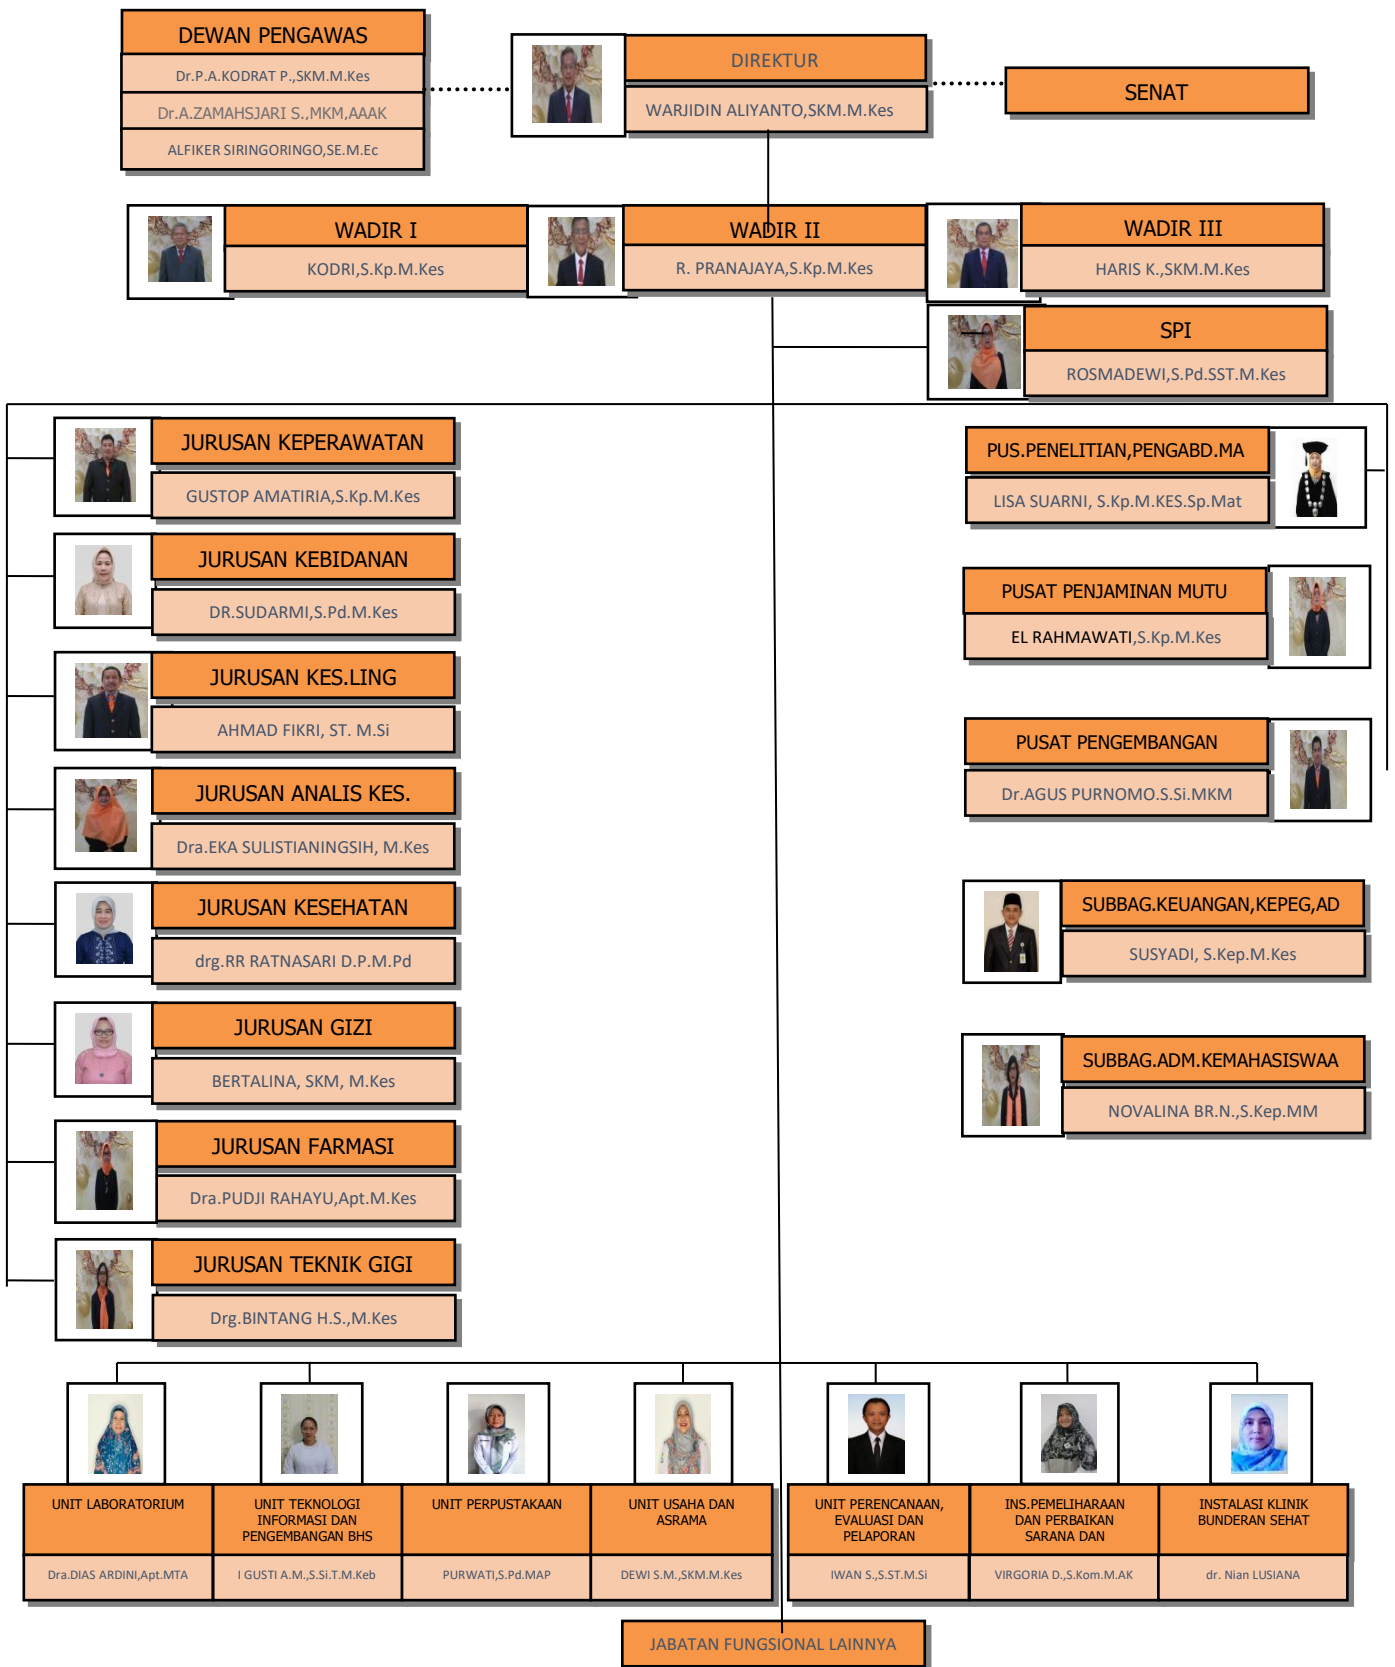 DEWAN PENGAWAS
Dr.P.A.KODRAT P.,SKM.M.Kes
Dr.A.ZAMAHSJARI S.,MKM,AAAK
ALFIKER SIRINGORINGO,SE.M.Ec
DIREKTUR
WARJIDIN ALIYANTO,SKM.M.Kes
SENAT
WADIR I
KODRI,S.Kp.M.Kes
WADIR II
R. PRANAJAYA,S.Kp.M.Kes
WADIR III
HARIS K.,SKM.M.Kes
SPI
ROSMADEWI,S.Pd.SST.M.Kes
JURUSAN KEPERAWATAN
GUSTOP AMATIRIA,S.Kp.M.Kes
JURUSAN KEBIDANAN
DR.SUDARMI,S.Pd.M.Kes
JURUSAN KES.LING
AHMAD FIKRI, ST. M.Si
JURUSAN ANALIS KES.
Dra.EKA SULISTIANINGSIH, M.Kes
JURUSAN KESEHATAN
drg.RR RATNASARI D.P.M.Pd
JURUSAN GIZI
BERTALINA, SKM, M.Kes
JURUSAN FARMASI
Dra.PUDJI RAHAYU,Apt.M.Kes
JURUSAN TEKNIK GIGI
Drg.BINTANG H.S.,M.Kes
PUS.PENELITIAN,PENGABD.MA
LISA SUARNI, S.Kp.M.KES.Sp.Mat
PUSAT PENJAMINAN MUTU
EL RAHMAWATI,S.Kp.M.Kes
PUSAT PENGEMBANGAN
Dr.AGUS PURNOMO.S.Si.MKM
SUBBAG.KEUANGAN,KEPEG,AD
SUSYADI, S.Kep.M.Kes
SUBBAG.ADM.KEMAHASISWAA
NOVALINA BR.N.,S.Kep.MM
UNIT LABORATORIUM
Dra.DIAS ARDINI,Apt.MTA
UNIT TEKNOLOGI
INFORMASI DAN
PENGEMBANGAN BHS
I GUSTI A.M.,S.Si.T.M.Keb
UNIT PERPUSTAKAAN
PURWATI,S.Pd.MAP
UNIT USAHA DAN
ASRAMA
DEWI S.M.,SKM.M.Kes
UNIT PERENCANAAN,
EVALUASI DAN
PELAPORAN
IWAN S.,S.ST.M.Si
INS.PEMELIHARAAN
DAN PERBAIKAN
SARANA DAN
VIRGORIA D.,S.Kom.M.AK
INSTALASI KLINIK
BUNDERAN SEHAT
dr. Nian LUSIANA
JABATAN FUNGSIONAL LAINNYA